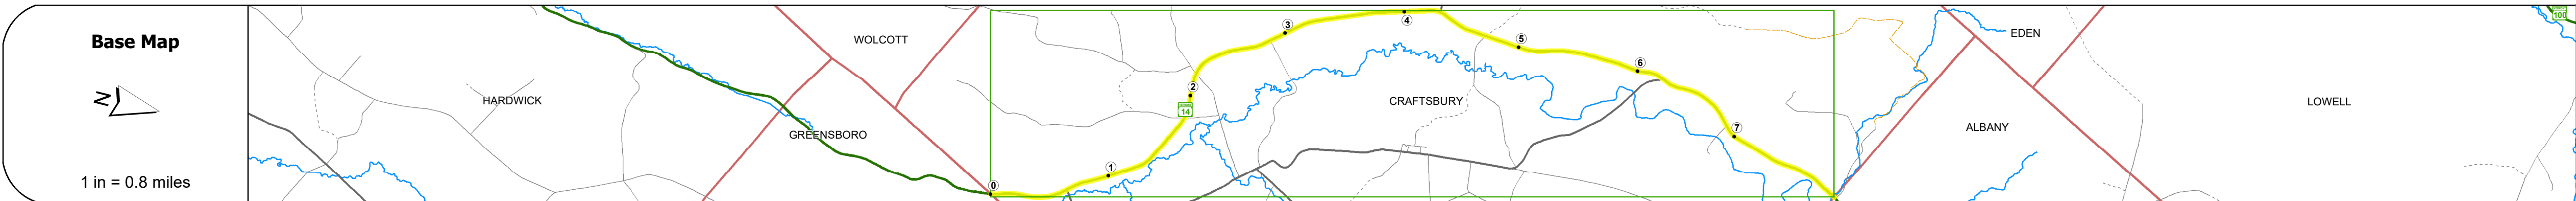 Base Map
N
1 in = 0.8 miles
HARDWICK
WOLCOTT
GREENSBORO
0
1
2
14
3
4
5
6
7
CRAFTSBURY
EDEN
ALBANY
LOWELL
100